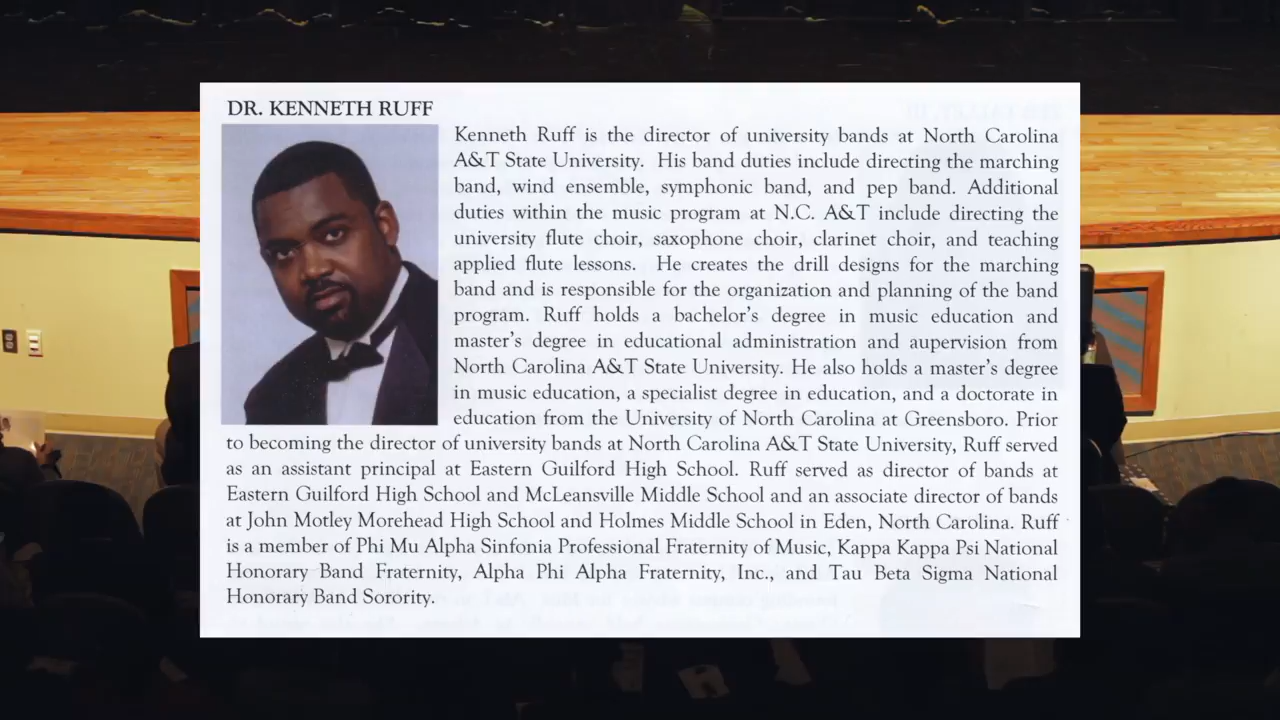 DR. KENNETH RUFF
Kenneth Ruff is the director of university bands at North Carolina
A&T State University. His band duties include directing the marching
band, wind ensemble, symphonic band, and pep band. Additional
duties within the music program at N.C. A&T include directing the
university flute choir, saxophone choir, clarinet choir, and teaching
applied flute lessons. He creates the drill designs for the marching
band and is responsible for the organization and planning of the band
program. Ruff holds a bachelor's degree in music education and
master's degree in educational administration and aupervision from
North Carolina A&T State University. He also holds a master's degree
in music education, a specialist degree in education, and a doctorate in
education from the University of North Carolina at Greensboro. Prior
to becoming the director of university bands at North Carolina A&T State University, Ruff served
as an assistant principal at Eastern Guilford High School. Ruff served as director of bands at
Eastern Guilford High School and McLeansville Middle School and an associate director of bands
at John Motley Morehead High School and Holmes Middle School in Eden, North Carolina. Ruff
is a member of Phi Mu Alpha Sinfonia Professional Fraternity of Music, Kappa Kappa Psi National
Honorary Band Fraternity, Alpha Phi Alpha Fraternity, Inc., and Tau Beta Sigma National
Honorary Band Sorority.